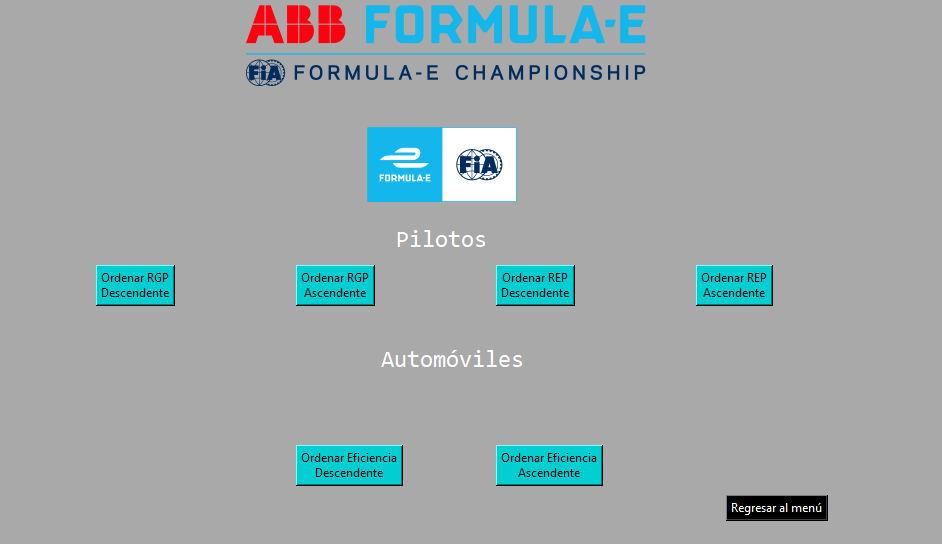 ABB FORMULA-E
FIA FORMULA-E CHAMPIONSHIP
FORMULA-E FIA
Pilotos
Ordenar RGP
Descendente
Ordenar RGP
Ascendente
Ordenar REP
Descendente
Ordenar REP
Ascendente
Automóviles
Ordenar Eficiencia
Descendente
Ordenar Eficiencia
Ascendente
Regresar al menú